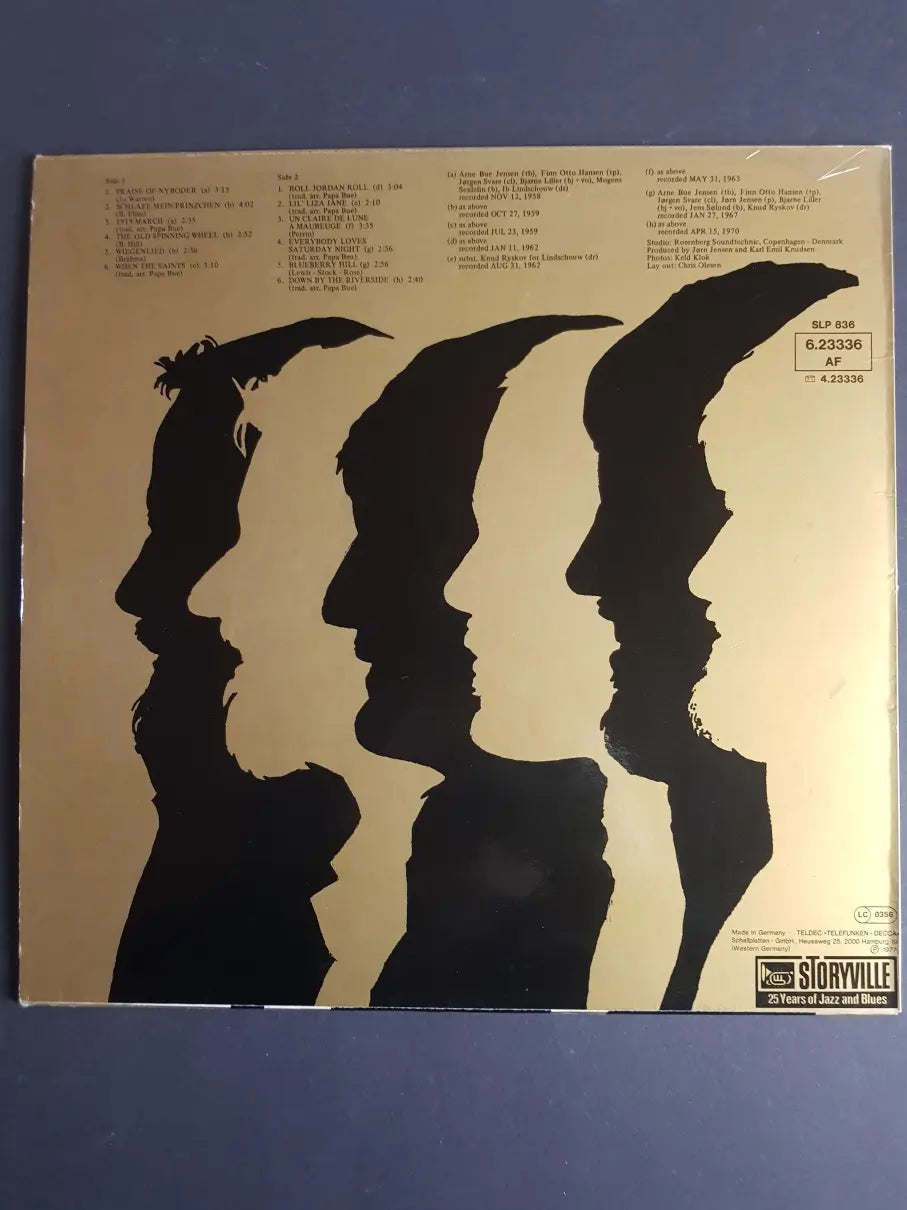 Side 1
1. PRAISE OF NYBODER (a) 3:15
(Jo Warner)
2. SCHLAFE MEIN PRINZCHEN (b) 4:02
(B. Flies)
3. 1919 MARCH (a) 2:35
(trad. arr. Papa Bue)
4. THE OLD SPINNING WHEEL (b) 2:52
(B. Hill)
5. WIEGENLIED (b) 2:56
(Brahms)
6. WHEN THE SAINTS (c) 3:10
(trad. arr. Papa Bue)
Side 2
1. ROLL JORDAN ROLL (d) 3:04
(trad. arr. Papa Bue)
2. LIL' LIZA JANE (e) 2:10
(trad. arr. Papa Bue)
3. UN CLAIRE DE LUNE
A MAUBEUGE (f) 3:35
(Perrin)
4. EVERYBODY LOVES
SATURDAY NIGHT (g) 2:56
(trad. arr. Papa Bue)
5. BLUEBERRY HILL (g) 2:56
(Lewis - Stock - Rose)
6. DOWN BY THE RIVERSIDE (h) 2:40
(trad. arr. Papa Bue)
(a) Arne Bue Jensen (tb), Finn Otto Hansen (tp),
Jørgen Svare (cl), Bjarne Liller (bj + vo), Mogens
Seidelin (b), Ib Lindschouw (dr)
recorded NOV 12, 1958
(b) as above
recorded OCT 27, 1959
(c) as above
recorded JUL 23, 1959
(d) as above
recorded JAN 11, 1962
(e) subst. Knud Ryskov for Lindschouw (dr)
recorded AUG 31, 1962
(f) as above
recorded MAY 31, 1963
(g) Arne Bue Jensen (tb), Finn Otto Hansen (tp),
Jørgen Svare (cl), Jørn Jensen (p), Bjarne Liller
(bj + vo), Jens Sølund (b), Knud Ryskov (dr)
recorded JAN 27, 1967
(h) as above
recorded APR 15, 1970
Studio: Rosenberg Soundtechnic, Copenhagen - Denmark
Produced by Jørn Jensen and Karl Emil Knudsen
Photos: Keld Klok
Lay out: Chris Olesen
SLP 836
6.23336
AF
4.23336
LC 0356
Made in Germany · TELDEC »TELEFUNKEN - DECCA«
Schallplatten - GmbH., Heussweg 25, 2000 Hamburg
(Western Germany) Ⓟ 1977
STORYVILLE
25 Years of Jazz and Blues